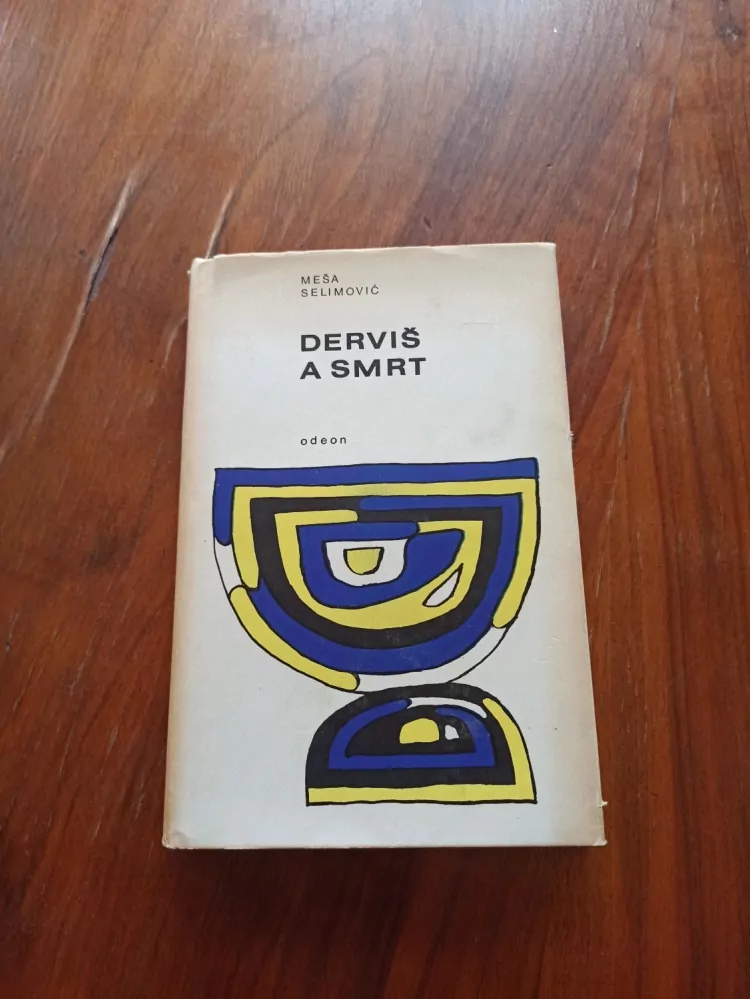 MEŠA
SELIMOVIĆ
DERVIŠ
A SMRT
odeon